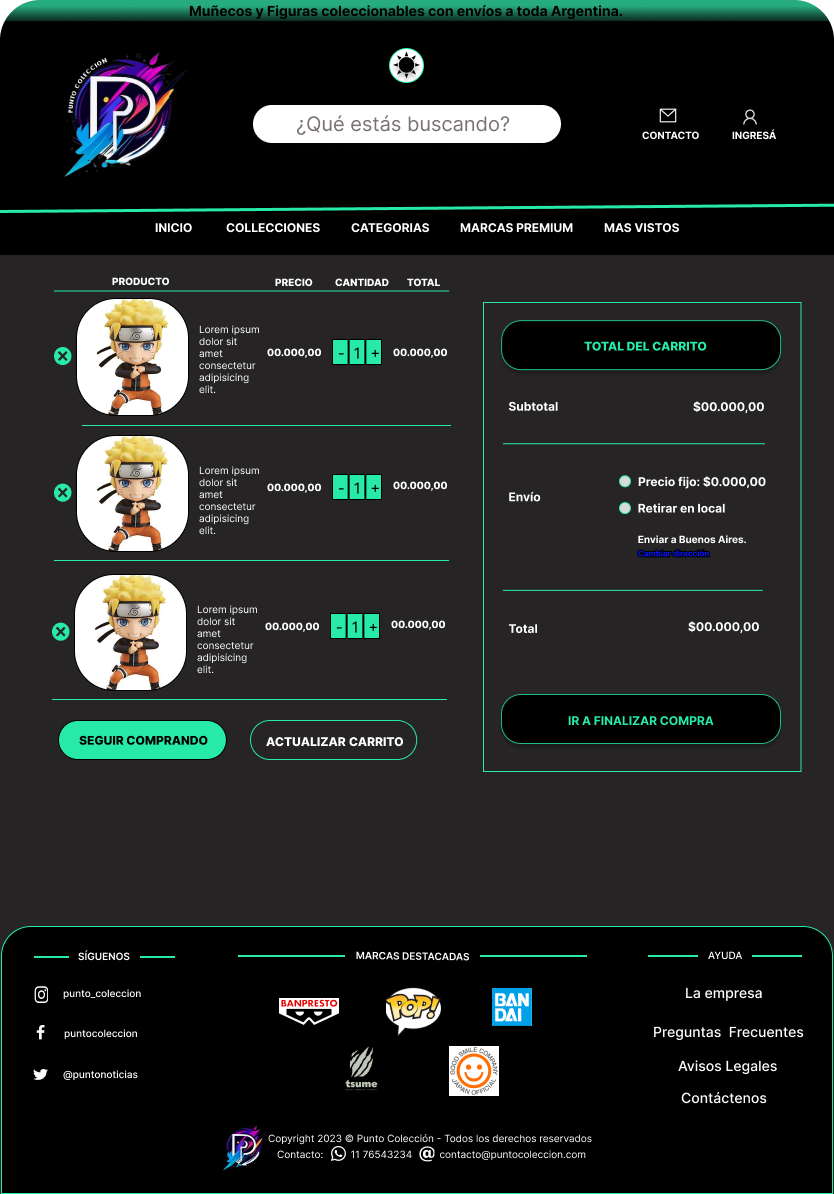 Muñecos y Figuras coleccionables con envíos a toda Argentina.
PUNTO COLECCION
¿Qué estás buscando?
CONTACTO
INGRESÁ
INICIO COLLECCIONES CATEGORIAS MARCAS PREMIUM MAS VISTOS
PRODUCTO PRECIO CANTIDAD TOTAL
Lorem ipsum
dolor sit
amet
consectetur
adipisicing
elit.
00.000,00 - 1 + 00.000,00
Lorem ipsum
dolor sit
amet
consectetur
adipisicing
elit.
00.000,00 - 1 + 00.000,00
Lorem ipsum
dolor sit
amet
consectetur
adipisicing
elit.
00.000,00 - 1 + 00.000,00
SEGUIR COMPRANDO
ACTUALIZAR CARRITO
TOTAL DEL CARRITO
Subtotal $00.000,00
Envío
Precio fijo: $0.000,00
Retirar en local
Enviar a Buenos Aires.
Cambiar dirección
Total $00.000,00
IR A FINALIZAR COMPRA
SÍGUENOS
punto_coleccion
puntocoleccion
@puntonoticias
MARCAS DESTACADAS
BANPRESTO
POP!
BAN
DAI
tsume
GOOD SMILE COMPANY
JAPAN OFFICIAL
AYUDA
La empresa
Preguntas Frecuentes
Avisos Legales
Contáctenos
Copyright 2023 © Punto Colección - Todos los derechos reservados
Contacto: 11 76543234 @ contacto@puntocoleccion.com